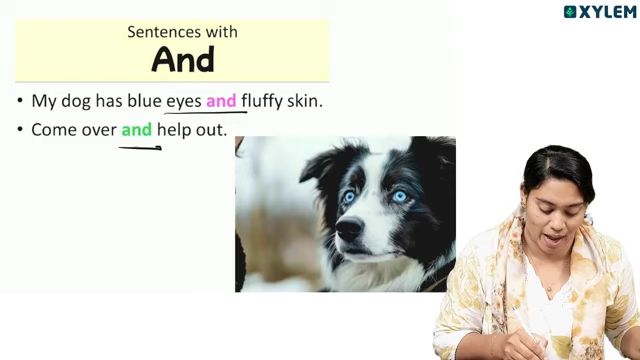 XYLEM
Sentences with
And
• My dog has blue eyes and fluffy skin.
• Come over and help out.